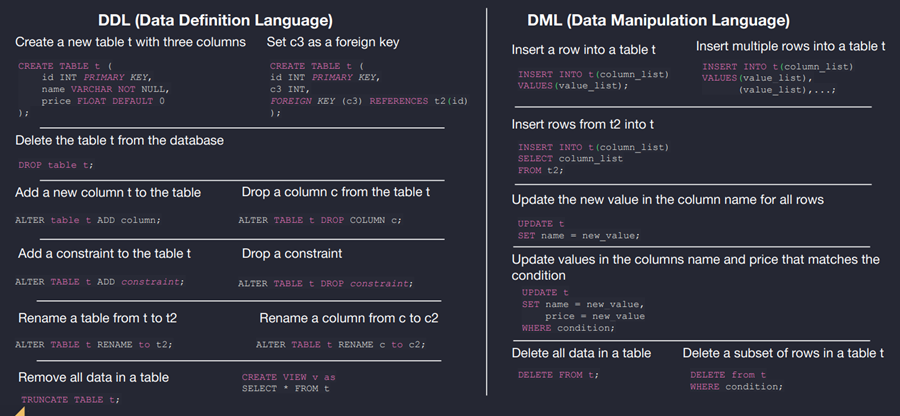 DDL (Data Definition Language)
Create a new table t with three columns
CREATE TABLE t (
id INT PRIMARY KEY,
name VARCHAR NOT NULL,
price FLOAT DEFAULT 0
);
Set c3 as a foreign key
CREATE TABLE t (
id INT PRIMARY KEY,
c3 INT,
FOREIGN KEY (c3) REFERENCES t2(id)
);
Delete the table t from the database
DROP table t;
Add a new column t to the table
ALTER table t ADD column;
Drop a column c from the table t
ALTER TABLE t DROP COLUMN c;
Add a constraint to the table t
ALTER TABLE t ADD constraint;
Drop a constraint
ALTER TABLE t DROP constraint;
Rename a table from t to t2
ALTER TABLE t RENAME to t2;
Rename a column from c to c2
ALTER TABLE t RENAME c to c2;
Remove all data in a table
TRUNCATE TABLE t;
CREATE VIEW v as
SELECT * FROM t
DML (Data Manipulation Language)
Insert a row into a table t
INSERT INTO t(column_list)
VALUES(value_list);
Insert multiple rows into a table t
INSERT INTO t(column_list)
VALUES(value list),
(value_list),...;
Insert rows from t2 into t
INSERT INTO t(column_list)
SELECT column_list
FROM t2;
Update the new value in the column name for all rows
UPDATE t
SET name = new_value;
Update values in the columns name and price that matches the
condition
UPDATE t
SET name = new value,
price = new value
WHERE condition;
Delete all data in a table
DELETE FROM t;
Delete a subset of rows in a table t
DELETE from t
WHERE condition;